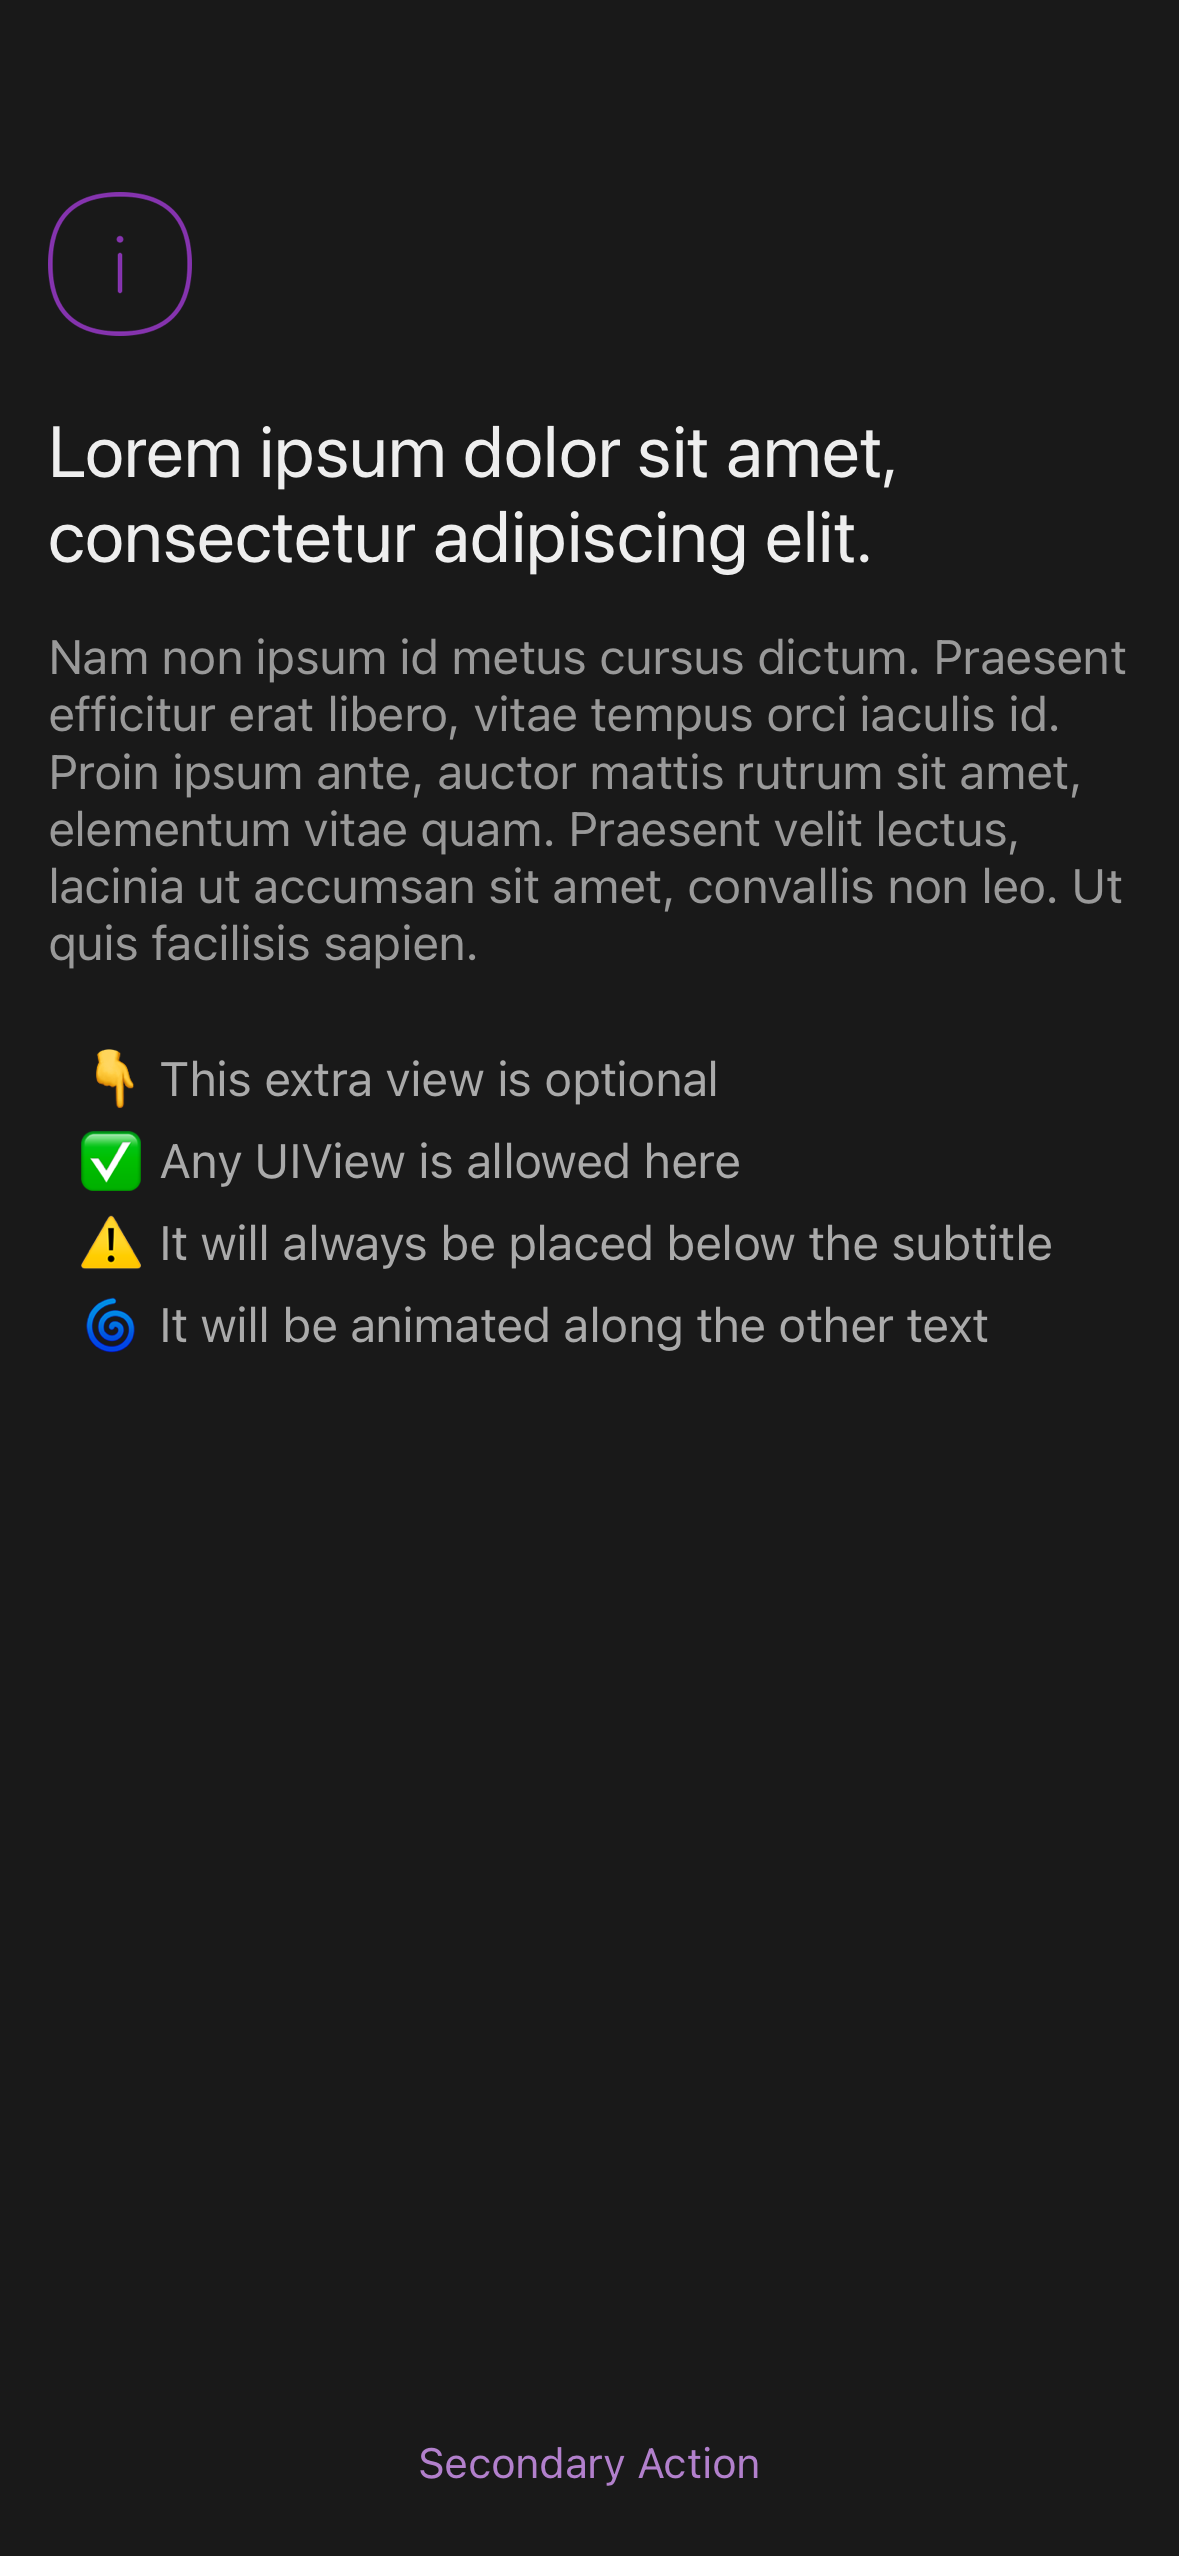 Lorem ipsum dolor sit amet,
consectetur adipiscing elit.
Nam non ipsum id metus cursus dictum. Praesent
efficitur erat libero, vitae tempus orci iaculis id.
Proin ipsum ante, auctor mattis rutrum sit amet,
elementum vitae quam. Praesent velit lectus,
lacinia ut accumsan sit amet, convallis non leo. Ut
quis facilisis sapien.
👇 This extra view is optional
✅ Any UIView is allowed here
⚠️ It will always be placed below the subtitle
🌀 It will be animated along the other text
Secondary Action